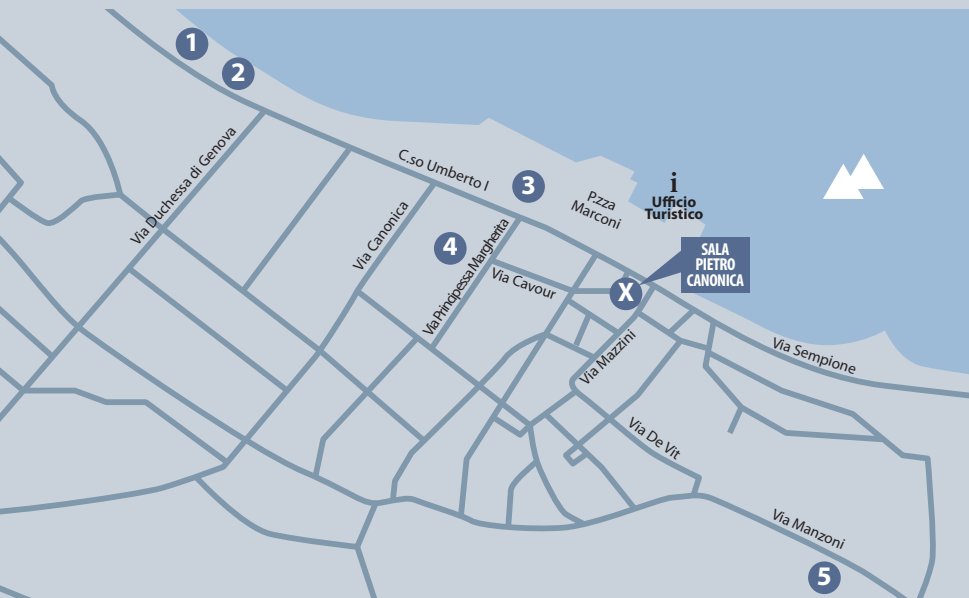 1
2
C.so Umberto I
3
P.zza
Marconi
i
Ufficio
Turistico
Via Duchessa di Genova
Via Canonica
4
Via Principessa Margherita
Via Cavour
X
SALA
PIETRO
CANONICA
Via Mazzini
Via Sempione
Via De Vit
Via Manzoni
5